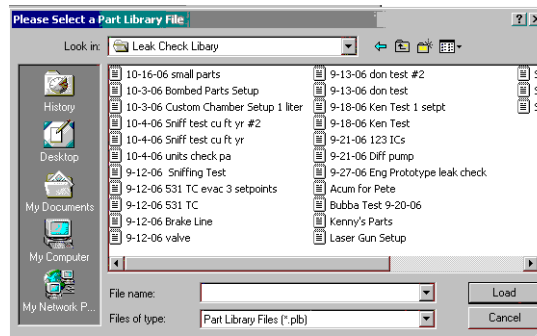 Please Select a Part Library File
Look in: Leak Check Libary
History
Desktop
My Documents
My Computer
My Network P...
10-16-06 small parts
10-3-06 Bombed Parts Setup
10-3-06 Custom Chamber Setup 1 liter
10-4-06 Sniff test cu ft yr #2
10-4-06 Sniff test cu ft yr
10-4-06 units check pa
9-12-06 Sniffing Test
9-12-06 531 TC evac 3 setpoints
9-12-06 531 TC
9-12-06 Brake Line
9-12-06 valve
9-13-06 don test #2
9-13-06 don test
9-18-06 Ken Test 1 setpt
9-18-06 Ken Test
9-21-06 123 ICs
9-21-06 Diff pump
9-27-06 Eng Prototype leak check
Acum for Pete
Bubba Test 9-20-06
Kenny's Parts
Laser Gun Setup
File name:
Load
Files of type: Part Library Files (*.plb)
Cancel